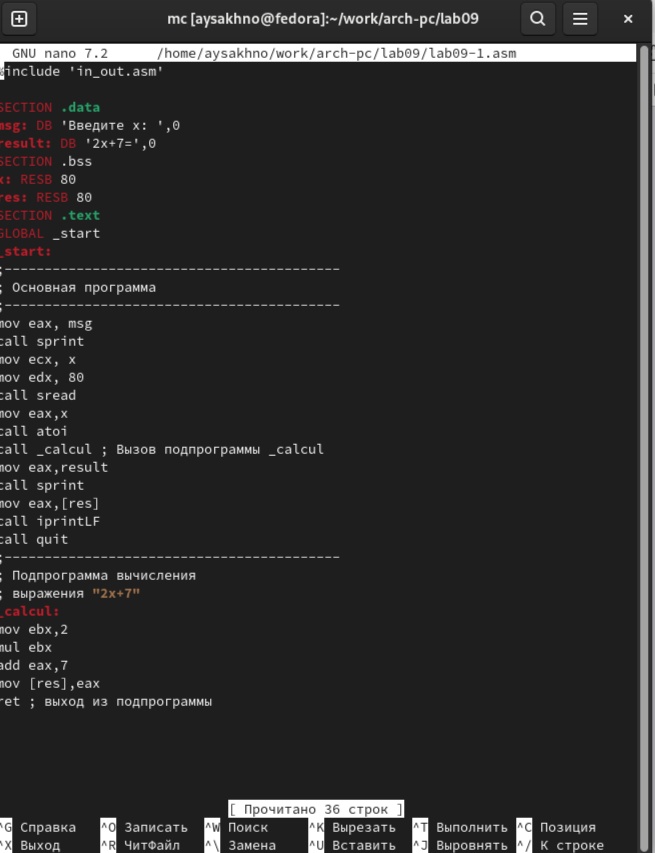 mc [aysakhno@fedora]:~/work/arch-pc/lab09
GNU nano 7.2 /home/aysakhno/work/arch-pc/lab09/lab09-1.asm
%include 'in_out.asm'
SECTION .data
msg: DB 'Введите x: ',0
result: DB '2x+7=',0
SECTION .bss
x: RESB 80
res: RESB 80
SECTION .text
GLOBAL _start
_start:
;------------------------------------------
; Основная программа
;------------------------------------------
mov eax, msg
call sprint
mov ecx, x
mov edx, 80
call sread
mov eax,x
call atoi
call _calcul ; Вызов подпрограммы _calcul
mov eax,result
call sprint
mov eax,[res]
call iprintLF
call quit
;------------------------------------------
; Подпрограмма вычисления
; выражения "2x+7"
_calcul:
mov ebx,2
mul ebx
add eax,7
mov [res],eax
ret ; выход из подпрограммы
[ Прочитано 36 строк ]
^G Справка ^O Записать ^W Поиск ^K Вырезать ^T Выполнить ^C Позиция
^X Выход ^R ЧитФайл ^\ Замена ^U Вставить ^J Выровнять ^/ К строке